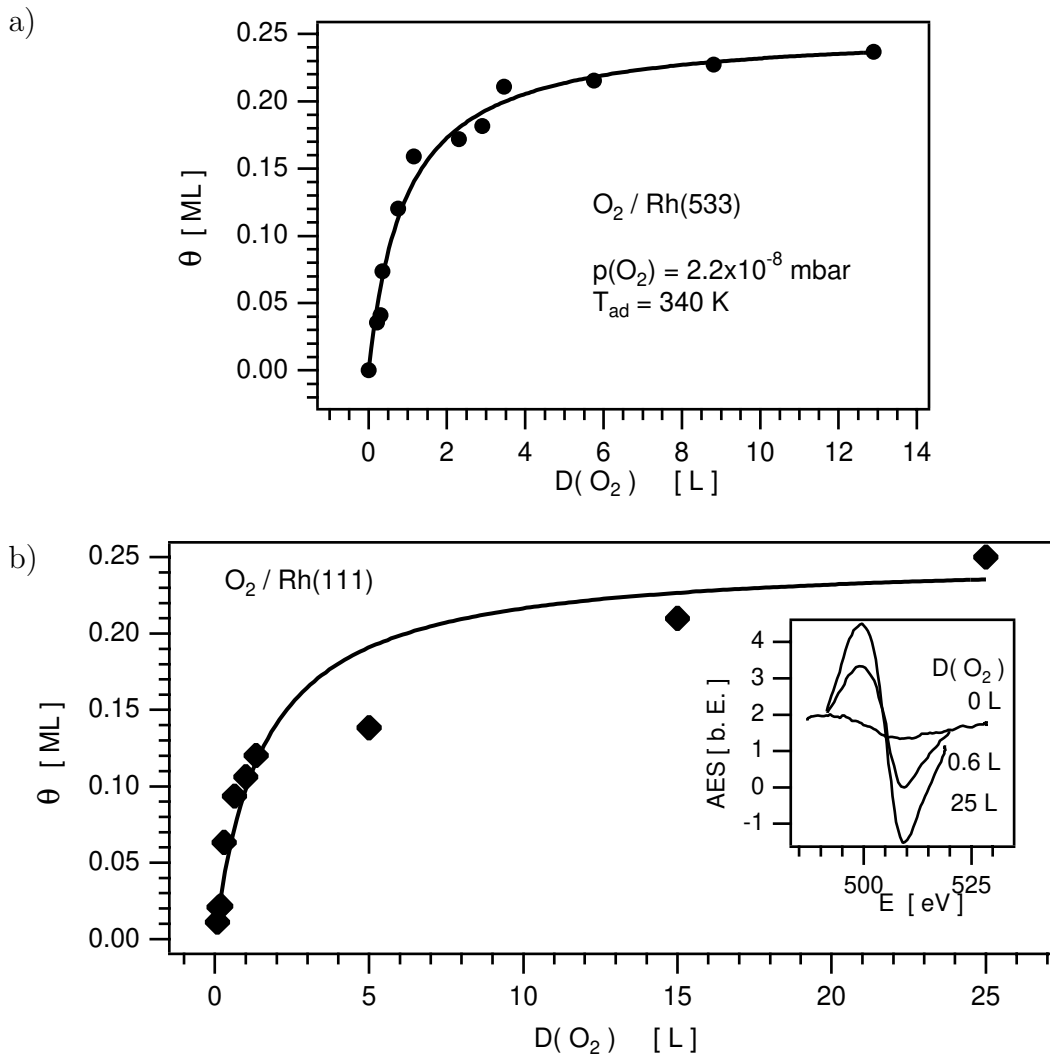 a)
0.25
0.20
0.15
0.10
0.05
0.00
θ [ ML ]
O₂ / Rh(533)
p(O₂) = 2.2x10⁻⁸ mbar
T_ad = 340 K
0 2 4 6 8 10 12 14
D( O₂ ) [ L ]
b)
0.25
0.20
0.15
0.10
0.05
0.00
θ [ ML ]
O₂ / Rh(111)
4
3
2
1
0
-1
AES [ b. E. ]
D( O₂ )
0 L
0.6 L
25 L
500 525
E [ eV ]
0 5 10 15 20 25
D( O₂ ) [ L ]